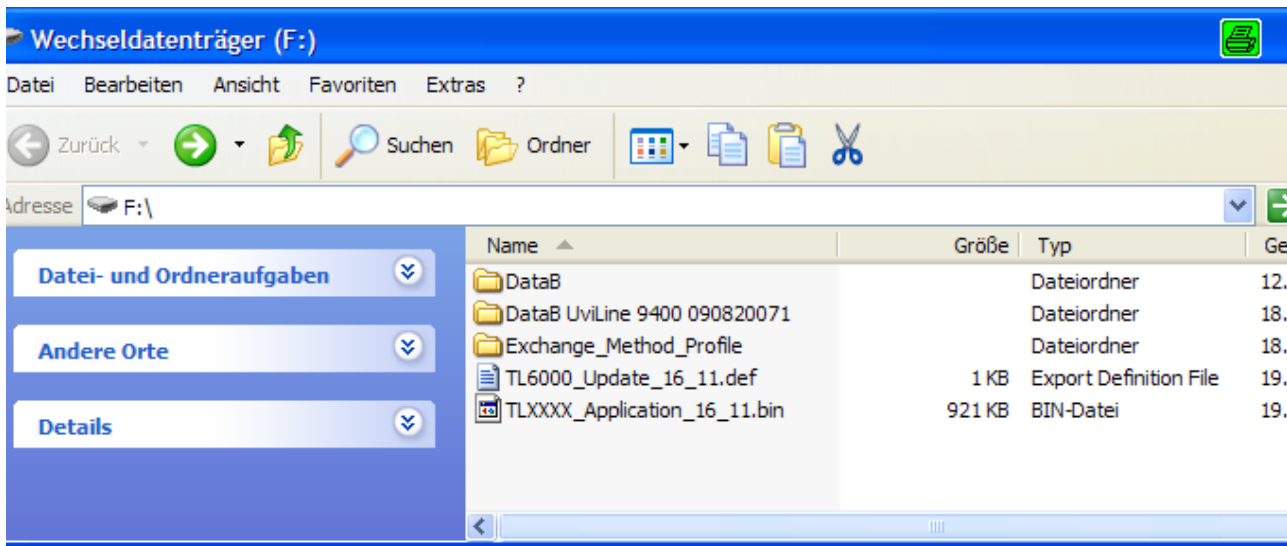 Wechseldatenträger (F:)
Datei Bearbeiten Ansicht Favoriten Extras ?
Zurück Suchen Ordner
Adresse F:\
Name Größe Typ Ge
Datei- und Ordneraufgaben
Andere Orte
Details
DataB Dateiordner 12.
DataB UviLine 9400 090820071 Dateiordner 18.
Exchange_Method_Profile Dateiordner 18.
TL6000_Update_16_11.def 1 KB Export Definition File 19.
TLXXXX_Application_16_11.bin 921 KB BIN-Datei 19.